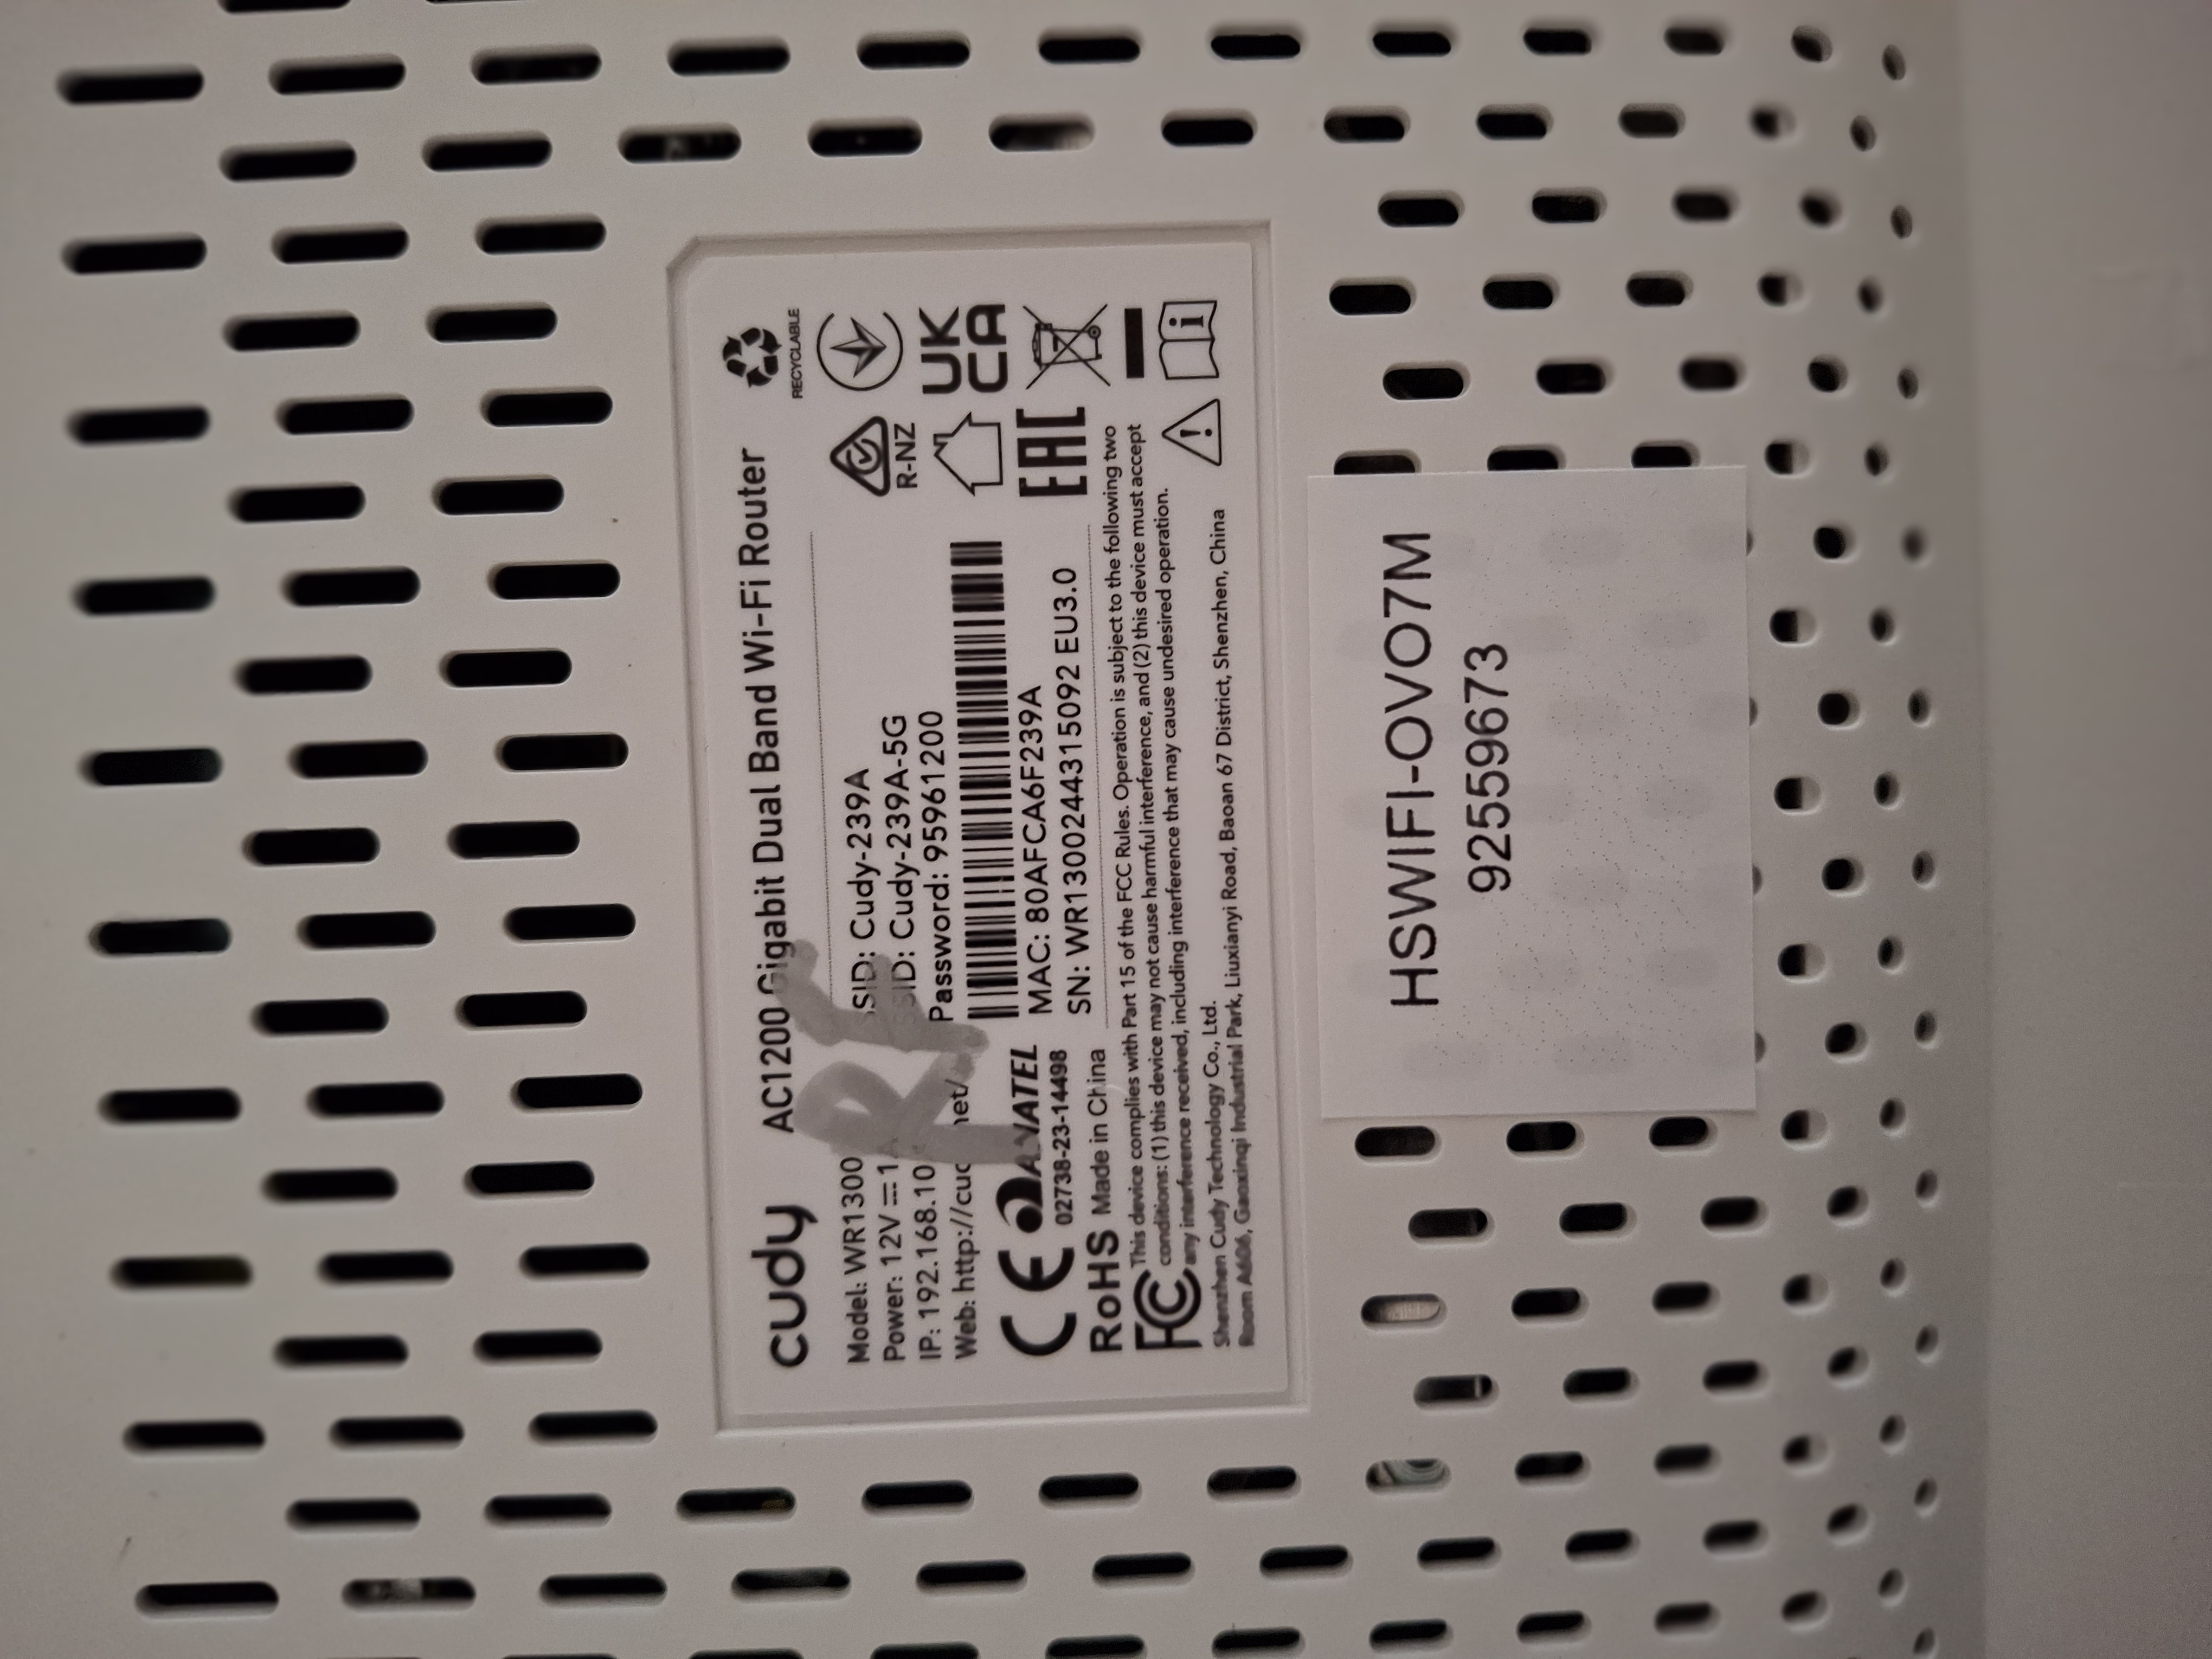 cudy AC1200 Gigabit Dual Band Wi-Fi Router
RECYCLABLE
Model: WR1300
Power: 12V⎓1
IP: 192.168.10
SSID: Cudy-239A
SSID: Cudy-239A-5G
Password: 95961200
R-NZ
UK
CA
CE ANATEL
02738-23-14498
MAC: 80AFCA6F239A
SN: WR1300244315092 EU3.0
EAC
RoHS Made in China
FC This device complies with Part 15 of the FCC Rules. Operation is subject to the following two
conditions: (1) this device may not cause harmful interference, and (2) this device must accept
any interference received, including interference that may cause undesired operation.
Shenzhen Cudy Technology Co., Ltd.
Room A606, Gaoxinqi Industrial Park, Liuxianyi Road, Baoan 67 District, Shenzhen, China
HSWIFI-OVO7M
92559673